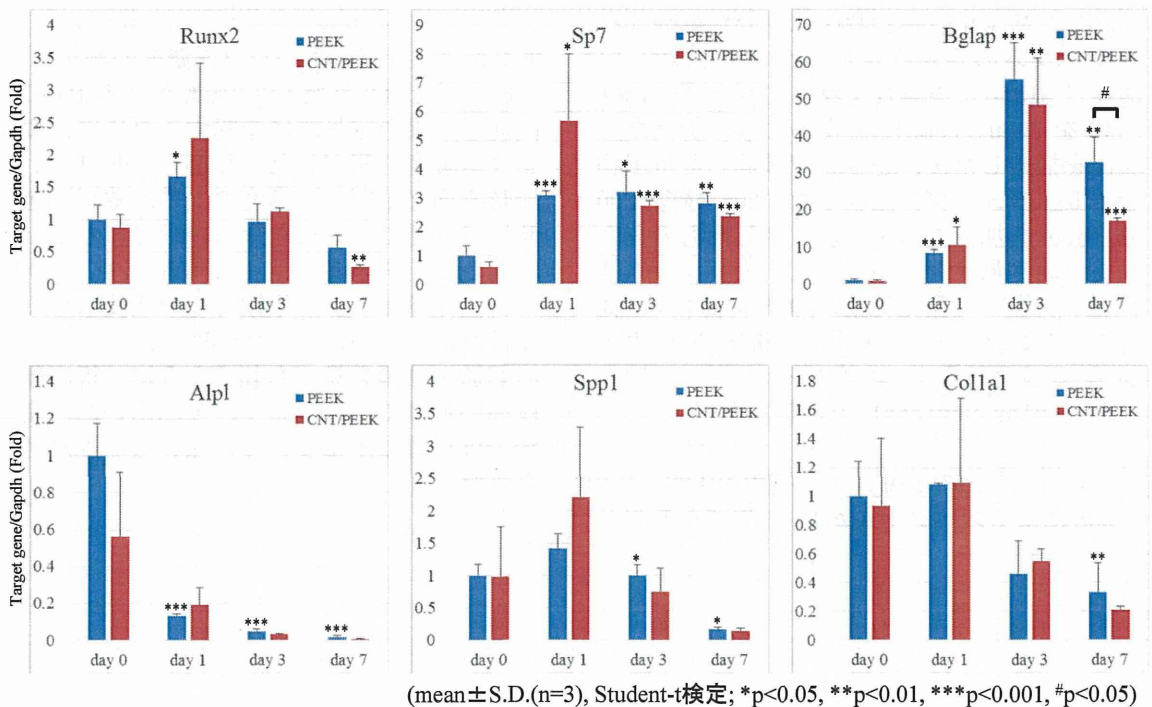 Runx2
PEEK
CNT/PEEK
Target gene/Gapdh (Fold)
4
3.5
3
2.5
2
1.5
1
0.5
0
*
**
day 0 day 1 day 3 day 7
Sp7
PEEK
CNT/PEEK
9
8
7
6
5
4
3
2
1
0
*
***
*
***
**
***
day 0 day 1 day 3 day 7
Bglap
PEEK
CNT/PEEK
70
60
50
40
30
20
10
0
***
**
#
**
***
***
*
day 0 day 1 day 3 day 7
Alpl
PEEK
CNT/PEEK
Target gene/Gapdh (Fold)
1.4
1.2
1
0.8
0.6
0.4
0.2
0
*** *** ***
day 0 day 1 day 3 day 7
Spp1
PEEK
CNT/PEEK
4
3.5
3
2.5
2
1.5
1
0.5
0
*
*
day 0 day 1 day 3 day 7
Col1a1
PEEK
CNT/PEEK
1.8
1.6
1.4
1.2
1
0.8
0.6
0.4
0.2
0
**
day 0 day 1 day 3 day 7
(mean±S.D.(n=3), Student-t検定; *p<0.05, **p<0.01, ***p<0.001, #p<0.05)